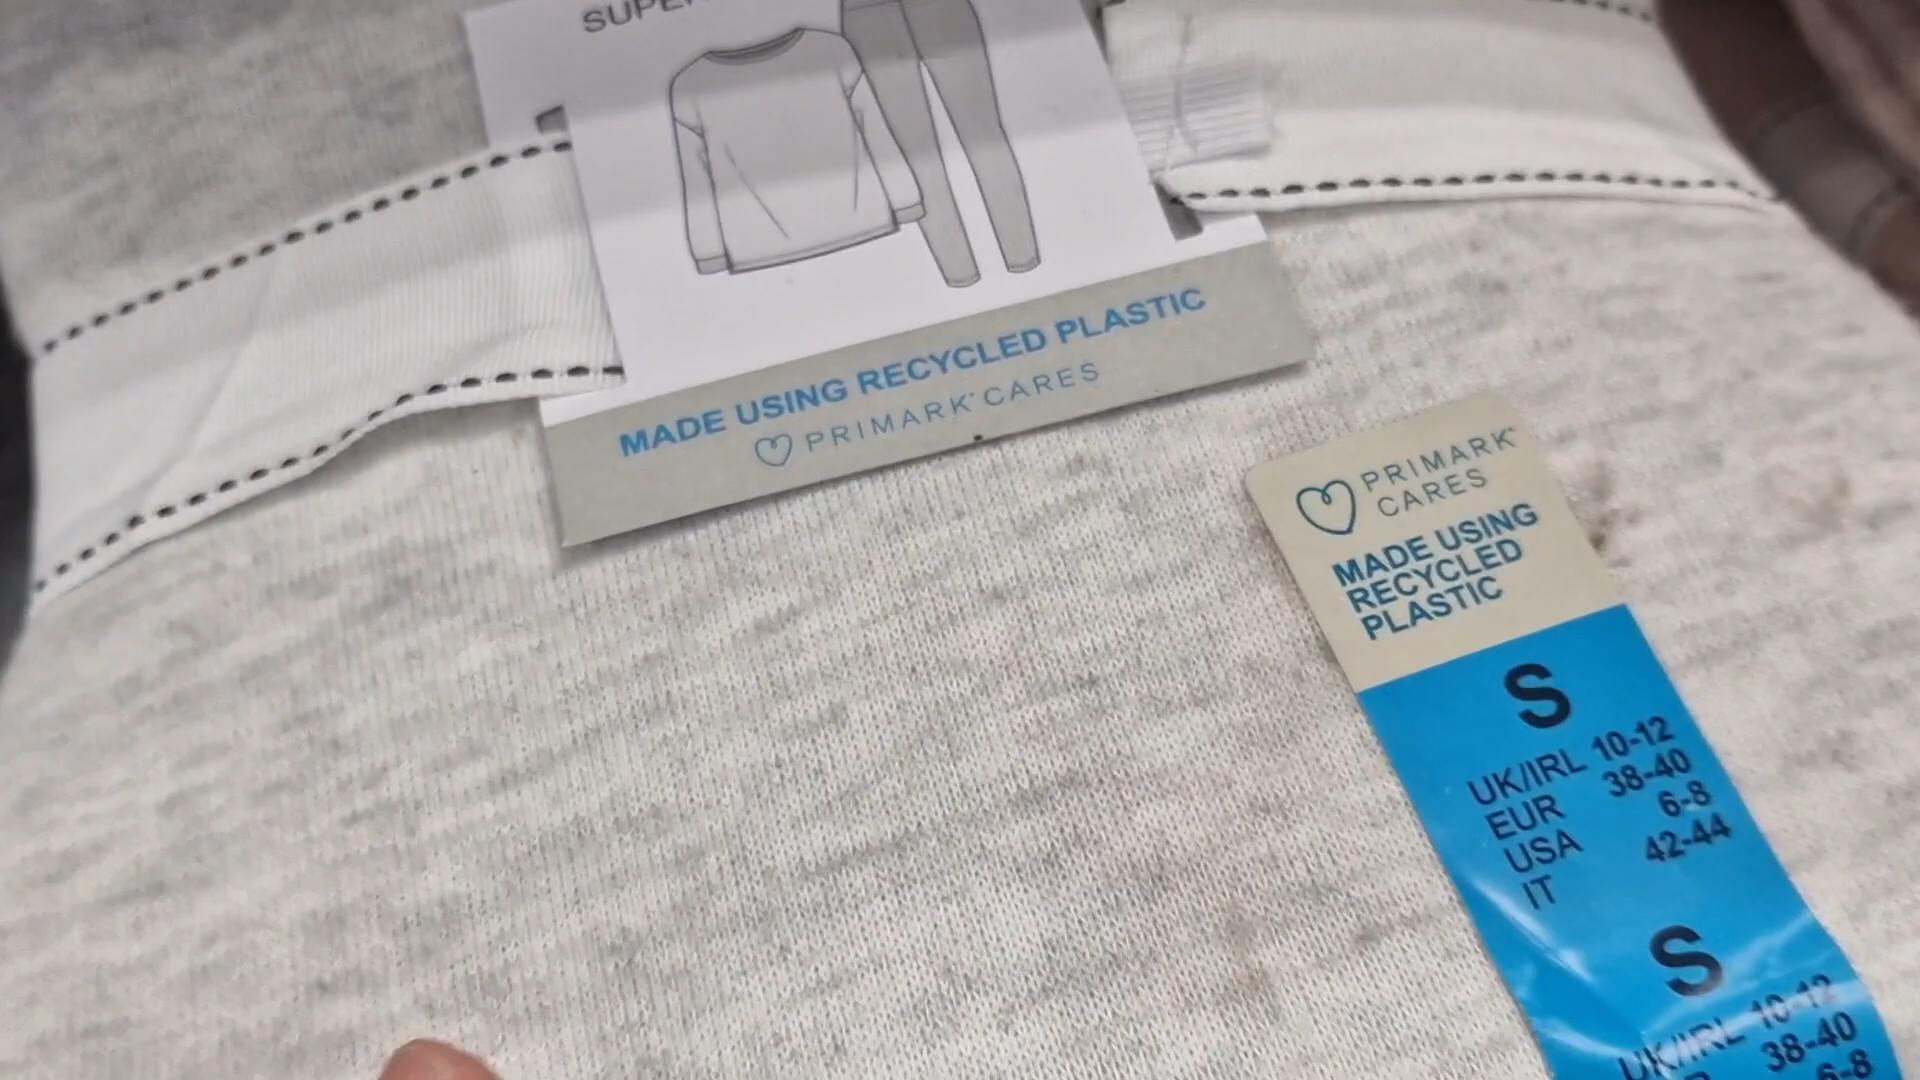 MADE USING RECYCLED PLASTIC
PRIMARK CARES
PRIMARK
CARES
MADE USING
RECYCLED
PLASTIC
S
UK/IRL 10-12
EUR 38-40
USA 6-8
IT 42-44
S
UK/IRL 10-12
38-40
6-8